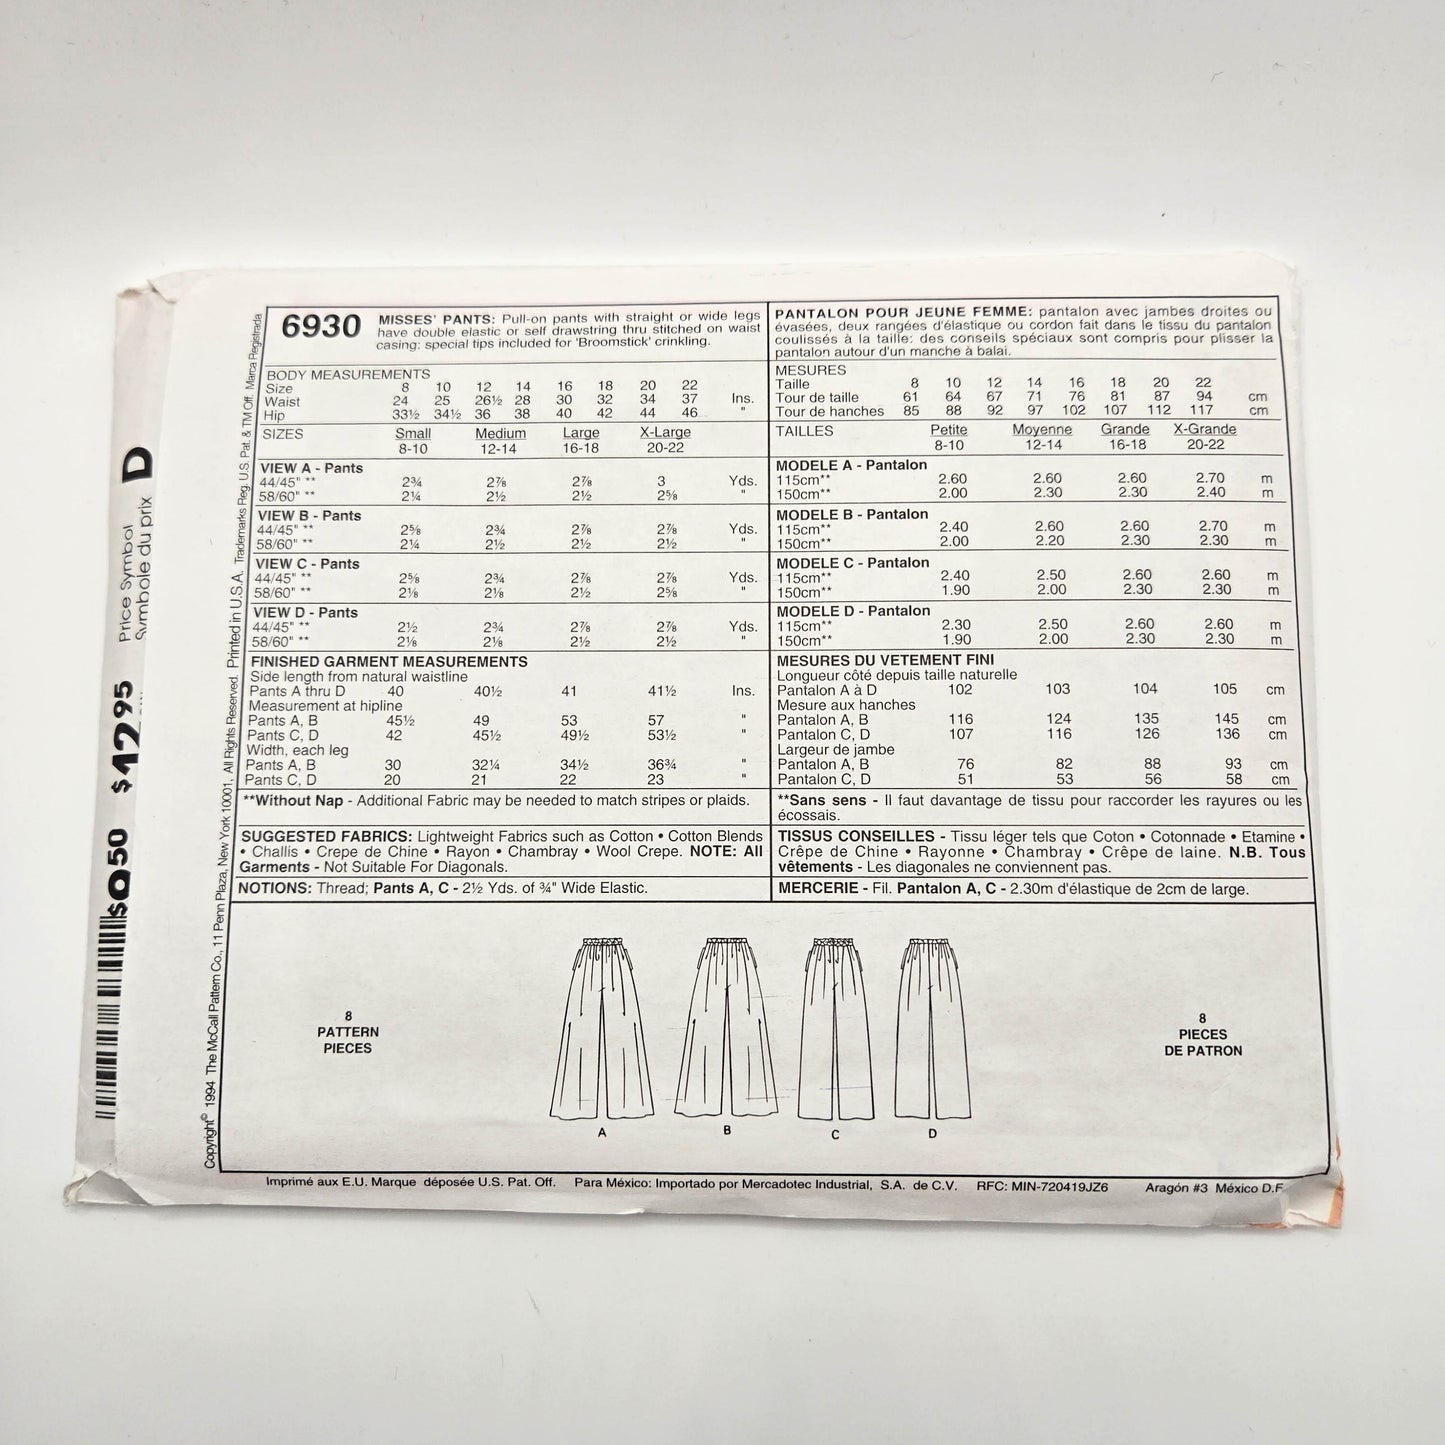 6930
MISSES' PANTS: Pull-on pants with straight or wide legs
have double elastic or self drawstring thru stitched on waist
casing: special tips included for 'Broomstick' crinkling.
BODY MEASUREMENTS
Size 8 10 12 14 16 18 20 22
Waist 24 25 26½ 28 30 32 34 37 Ins.
Hip 33½ 34½ 36 38 40 42 44 46 "
SIZES Small Medium Large X-Large
8-10 12-14 16-18 20-22
VIEW A - Pants
44/45" ** 2¾ 2⅞ 2⅞ 3 Yds.
58/60" ** 2¼ 2½ 2½ 2⅝ "
VIEW B - Pants
44/45" ** 2⅝ 2¾ 2⅞ 2⅞ Yds.
58/60" ** 2¼ 2½ 2½ 2½ "
VIEW C - Pants
44/45" ** 2⅝ 2¾ 2⅞ 2⅞ Yds.
58/60" ** 2⅛ 2⅛ 2½ 2⅝ "
VIEW D - Pants
44/45" ** 2½ 2¾ 2⅞ 2⅞ Yds.
58/60" ** 2⅛ 2⅛ 2½ 2½ "
FINISHED GARMENT MEASUREMENTS
Side length from natural waistline
Pants A thru D 40 40½ 41 41½ Ins.
Measurement at hipline
Pants A, B 45½ 49 53 57 "
Pants C, D 42 45½ 49½ 53½ "
Width, each leg
Pants A, B 30 32¼ 34½ 36¾ "
Pants C, D 20 21 22 23 "
**Without Nap - Additional Fabric may be needed to match stripes or plaids.
SUGGESTED FABRICS: Lightweight Fabrics such as Cotton • Cotton Blends
• Challis • Crepe de Chine • Rayon • Chambray • Wool Crepe. NOTE: All
Garments - Not Suitable For Diagonals.
NOTIONS: Thread; Pants A, C - 2½ Yds. of ¾" Wide Elastic.
PANTALON POUR JEUNE FEMME: pantalon avec jambes droites ou
évasées, deux rangées d'élastique ou cordon fait dans le tissu du pantalon
coulissés à la taille: des conseils spéciaux sont compris pour plisser la
pantalon autour d'un manche à balai.
MESURES
Taille 8 10 12 14 16 18 20 22
Tour de taille 61 64 67 71 76 81 87 94 cm
Tour de hanches 85 88 92 97 102 107 112 117 cm
TAILLES Petite Moyenne Grande X-Grande
8-10 12-14 16-18 20-22
MODELE A - Pantalon
115cm** 2.60 2.60 2.60 2.70 m
150cm** 2.00 2.30 2.30 2.40 m
MODELE B - Pantalon
115cm** 2.40 2.60 2.60 2.70 m
150cm** 2.00 2.20 2.30 2.30 m
MODELE C - Pantalon
115cm** 2.40 2.50 2.60 2.60 m
150cm** 1.90 2.00 2.30 2.30 m
MODELE D - Pantalon
115cm** 2.30 2.50 2.60 2.60 m
150cm** 1.90 2.00 2.30 2.30 m
MESURES DU VETEMENT FINI
Longueur côté depuis taille naturelle
Pantalon A à D 102 103 104 105 cm
Mesure aux hanches
Pantalon A, B 116 124 135 145 cm
Pantalon C, D 107 116 126 136 cm
Largeur de jambe
Pantalon A, B 76 82 88 93 cm
Pantalon C, D 51 53 56 58 cm
**Sans sens - Il faut davantage de tissu pour raccorder les rayures ou les
écossais.
TISSUS CONSEILLES - Tissu léger tels que Coton • Cotonnade • Etamine •
Crêpe de Chine • Rayonne • Chambray • Crêpe de laine. N.B. Tous
vêtements - Les diagonales ne conviennent pas.
MERCERIE - Fil. Pantalon A, C - 2.30m d'élastique de 2cm de large.
8
PATTERN
PIECES
A
B
C
D
8
PIECES
DE PATRON
Imprimé aux E.U. Marque déposée U.S. Pat. Off. Para México: Importado por Mercadotec Industrial, S.A. de C.V. RFC: MIN-720419JZ6 Aragón #3 México D.F.
Copyright© 1994 The McCall Pattern Co., 11 Penn Plaza, New York 10001, All Rights Reserved. Printed in U.S.A. Trademarks Reg. U.S. Pat. & TM Off. Marca Registrada
Price Symbol
Symbole du prix
D
$12.95
50